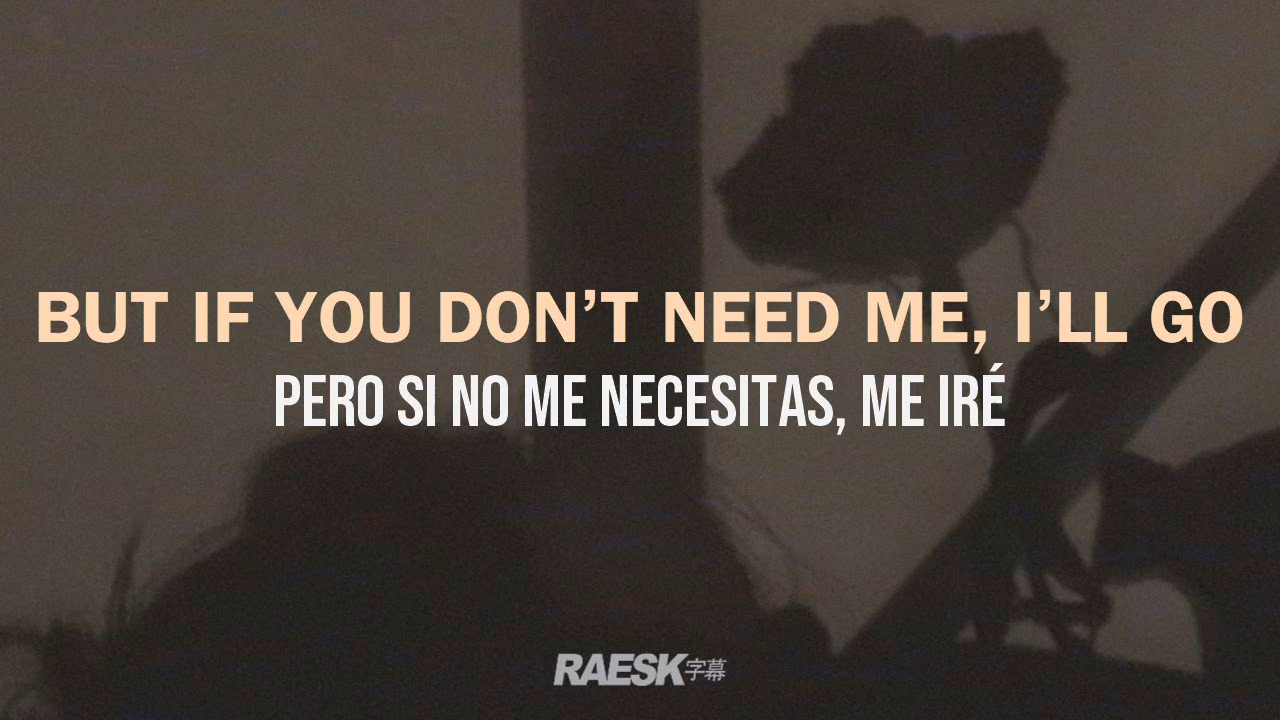 BUT IF YOU DON’T NEED ME, I’LL GO
PERO SI NO ME NECESITAS, ME IRÉ
RAESK字幕